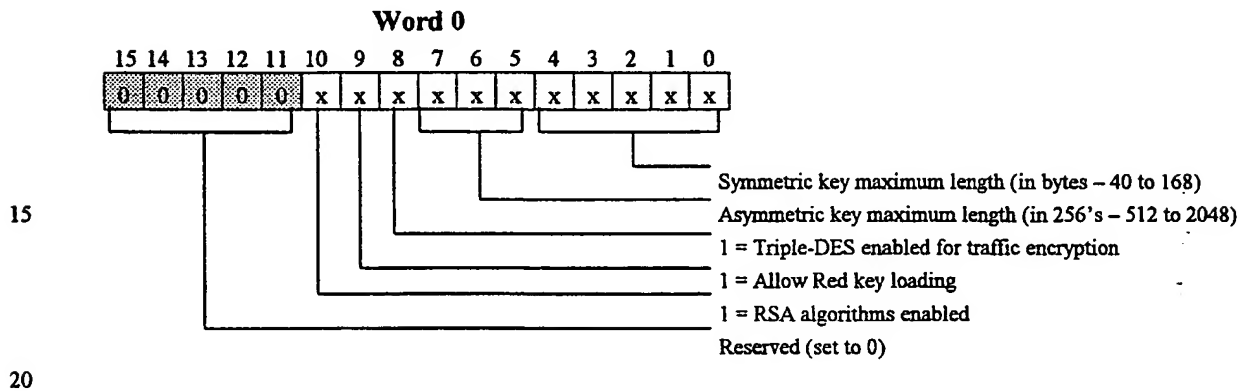 Word 0
15 14 13 12 11 10 9 8 7 6 5 4 3 2 1 0
0 0 0 0 0 x x x x x x x x x x x
Symmetric key maximum length (in bytes – 40 to 168)
15
Asymmetric key maximum length (in 256's – 512 to 2048)
1 = Triple-DES enabled for traffic encryption
1 = Allow Red key loading
1 = RSA algorithms enabled
Reserved (set to 0)
20